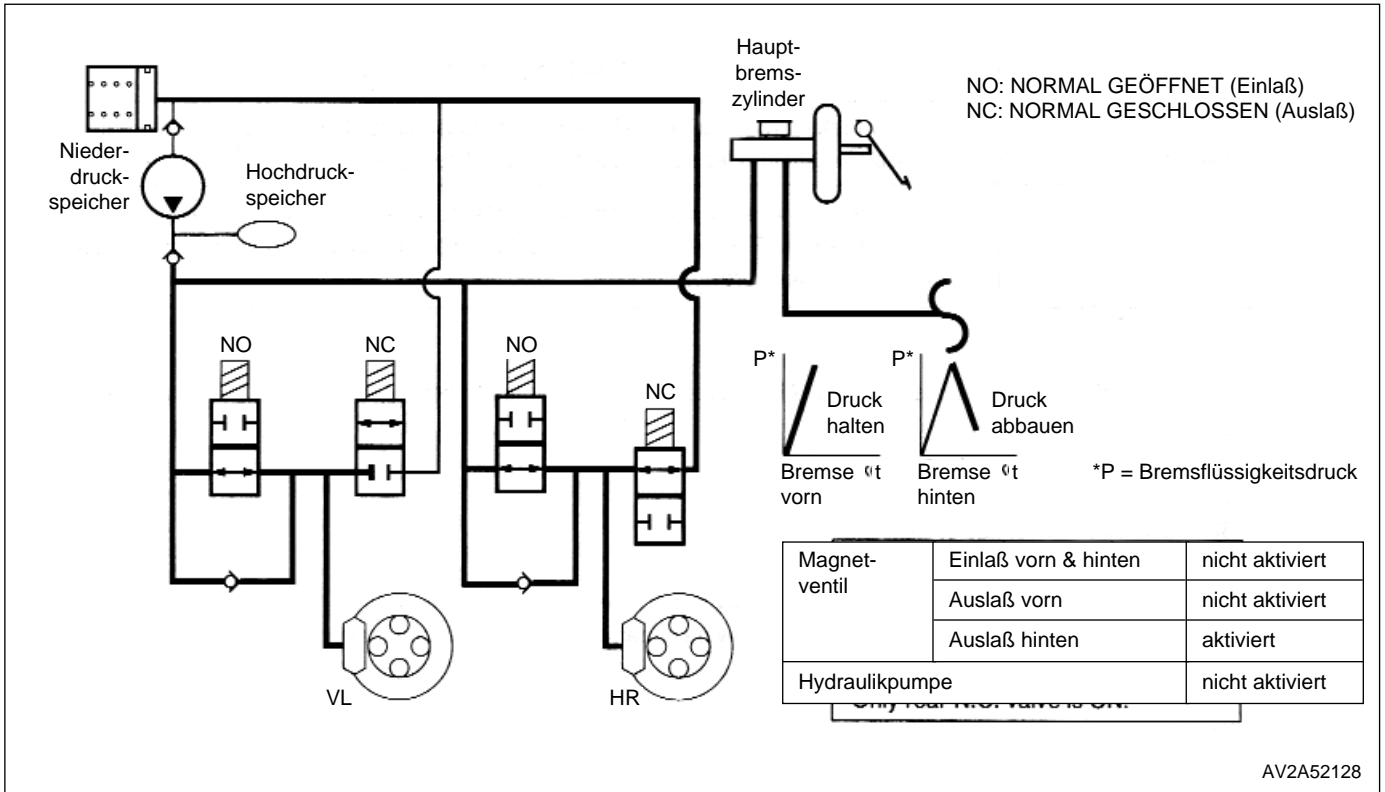 Haupt-
brems-
zylinder
NO: NORMAL GEÖFFNET (Einlaß)
NC: NORMAL GESCHLOSSEN (Auslaß)
Nieder-
druck-
speicher
Hochdruck-
speicher
NO
NC
NO
NC
P*
Druck
halten
Bremse t
vorn
P*
Druck
abbauen
Bremse t
hinten
*P = Bremsflüssigkeitsdruck
Magnet-
ventil
Einlaß vorn & hinten
nicht aktiviert
Auslaß vorn
nicht aktiviert
Auslaß hinten
aktiviert
Hydraulikpumpe
nicht aktiviert
VL
HR
AV2A52128